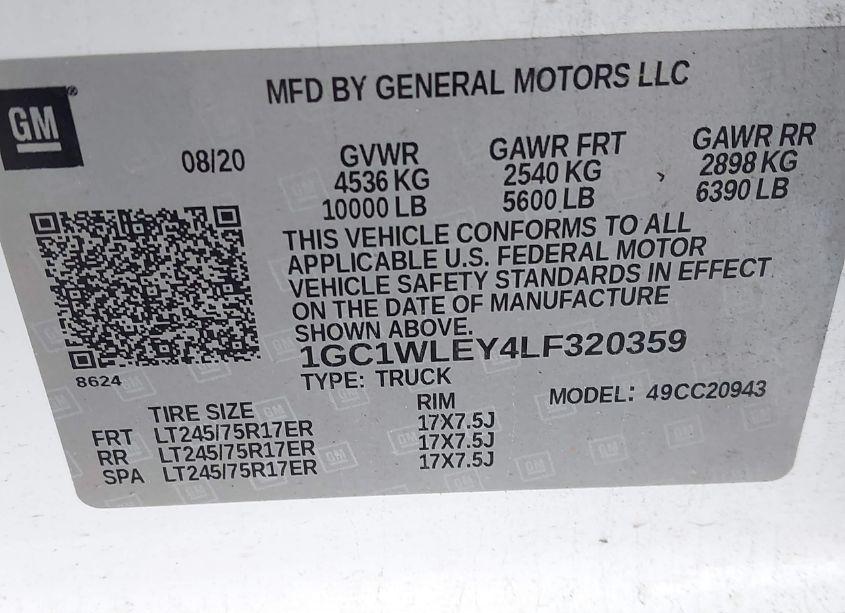 MFD BY GENERAL MOTORS LLC
GM®
08/20
GVWR GAWR FRT GAWR RR
4536 KG 2540 KG 2898 KG
10000 LB 5600 LB 6390 LB
THIS VEHICLE CONFORMS TO ALL
APPLICABLE U.S. FEDERAL MOTOR
VEHICLE SAFETY STANDARDS IN EFFECT
ON THE DATE OF MANUFACTURE
SHOWN ABOVE.
1GC1WLEY4LF320359
8624
TYPE: TRUCK
MODEL: 49CC20943
TIRE SIZE RIM
FRT LT245/75R17ER 17X7.5J
RR LT245/75R17ER 17X7.5J
SPA LT245/75R17ER 17X7.5J